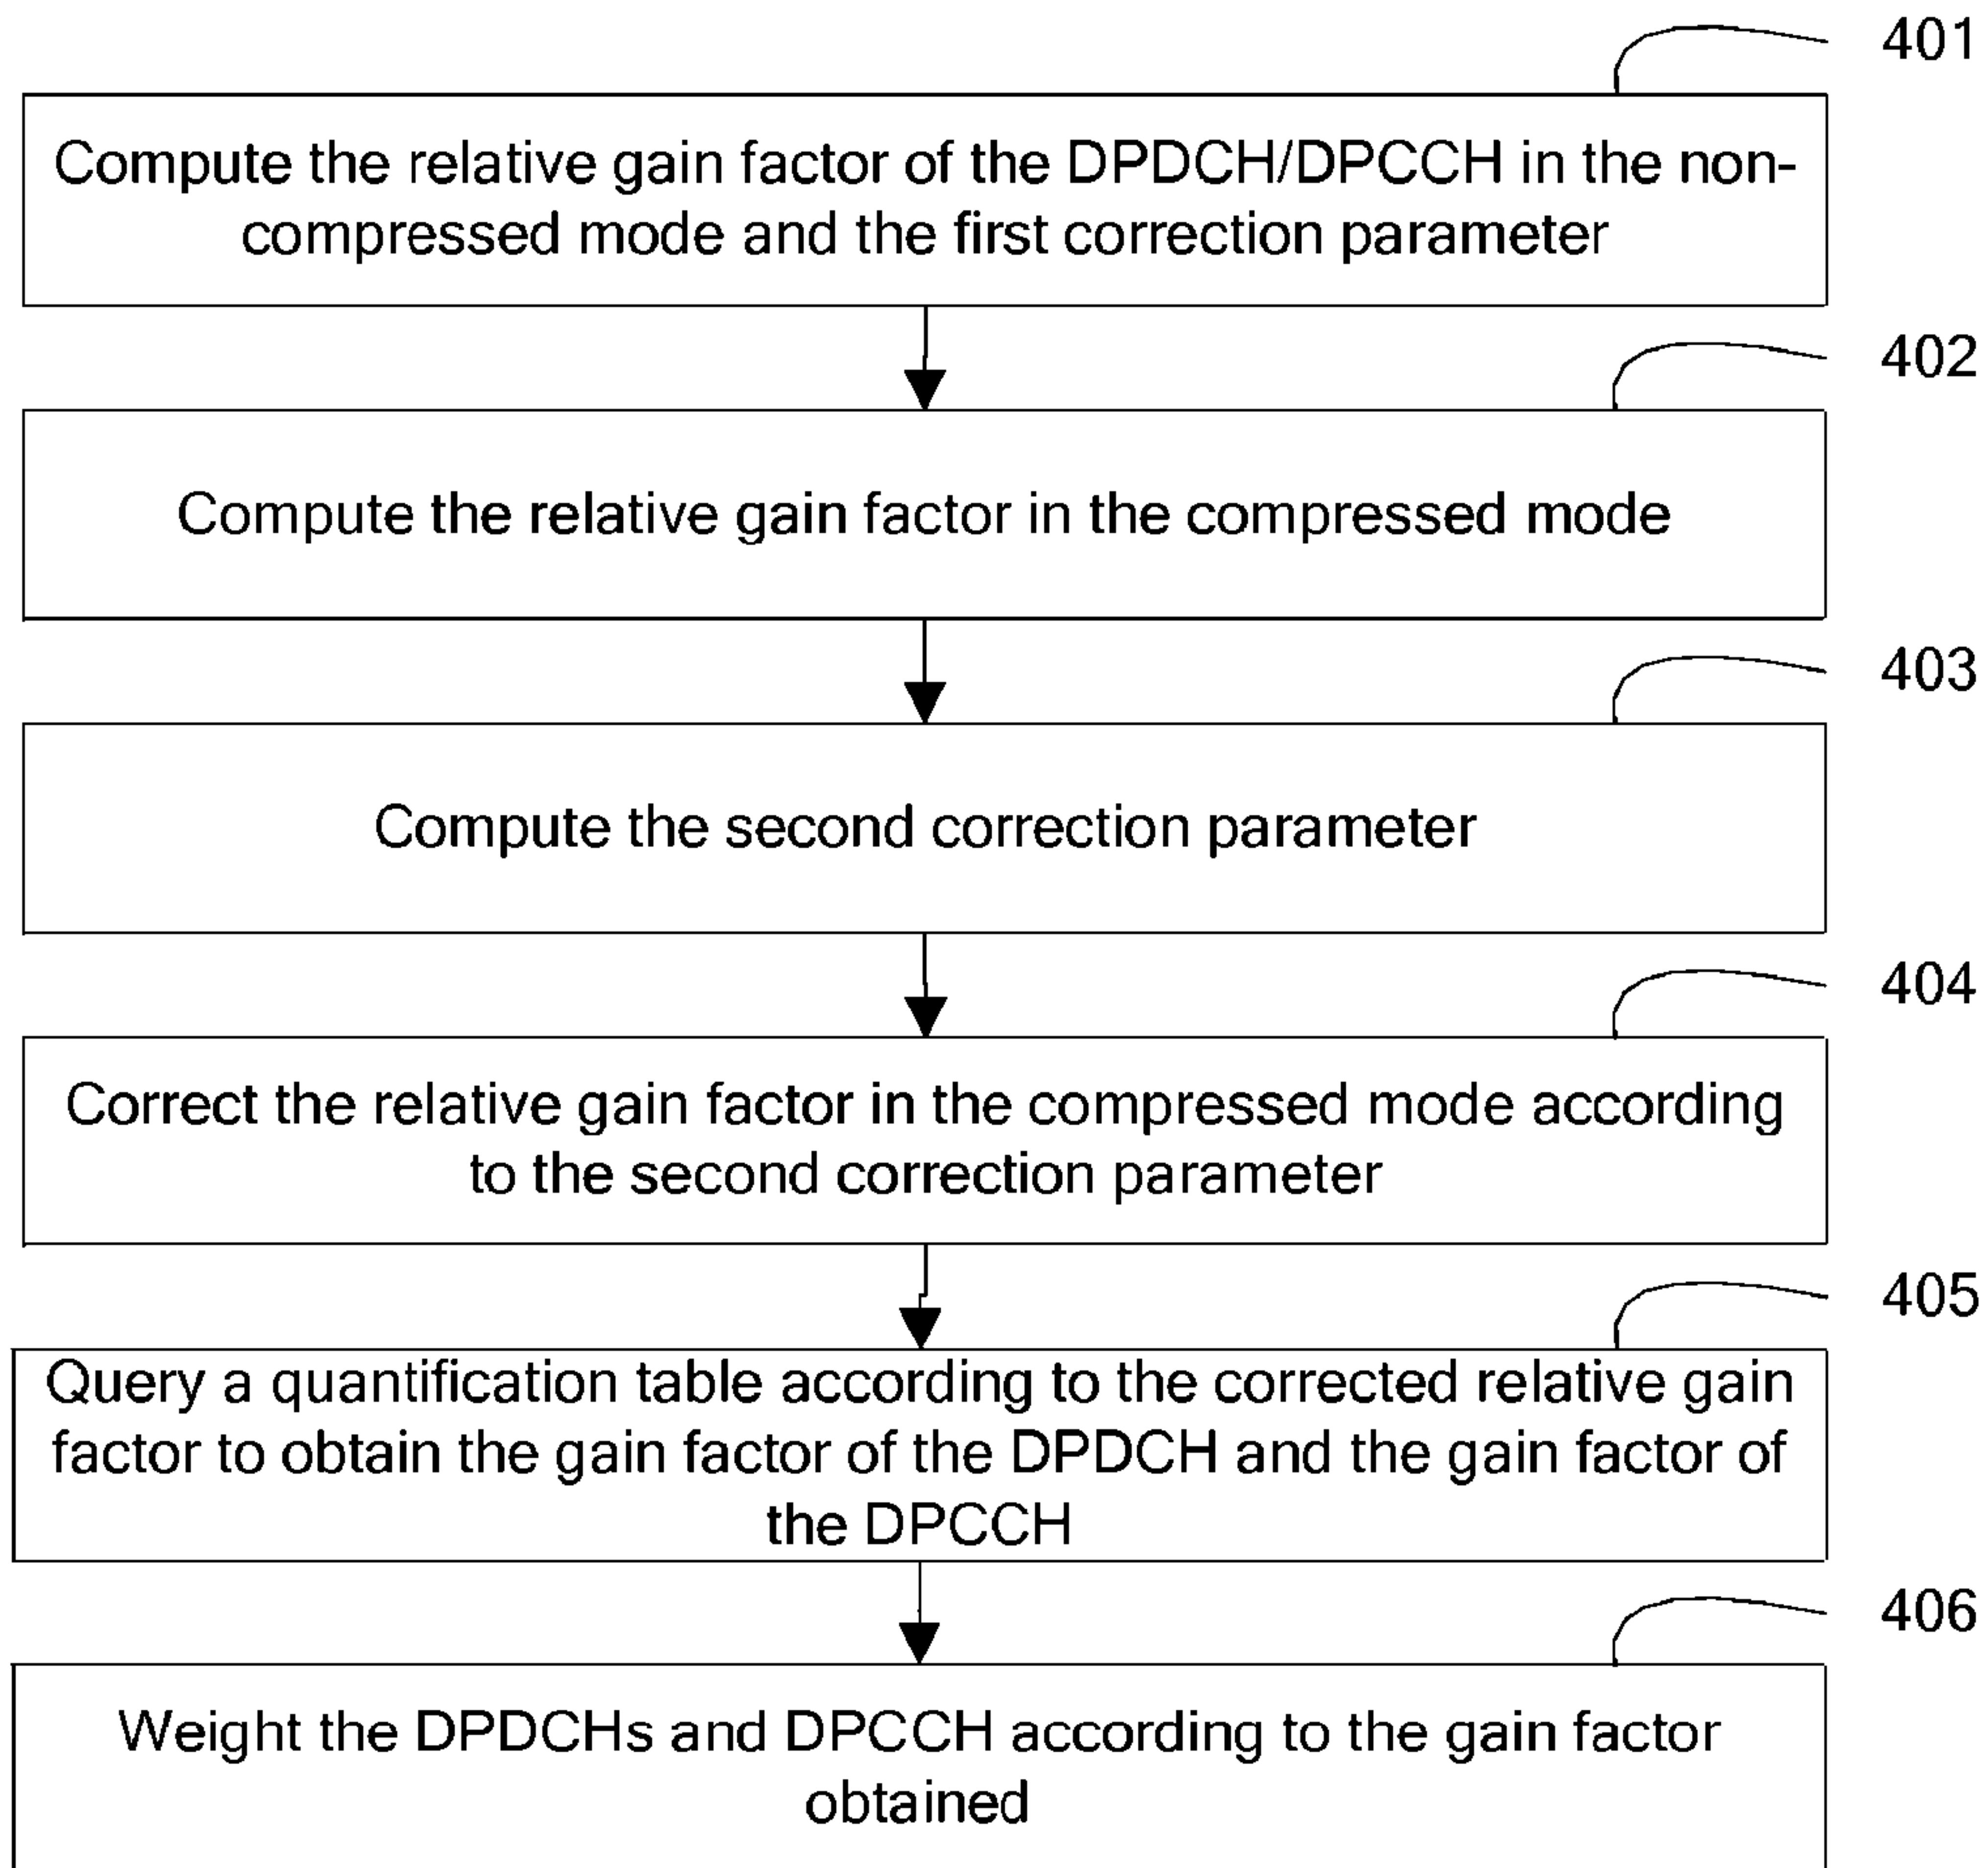 401
Compute the relative gain factor of the DPDCH/DPCCH in the non-
compressed mode and the first correction parameter
402
Compute the relative gain factor in the compressed mode
403
Compute the second correction parameter
404
Correct the relative gain factor in the compressed mode according
to the second correction parameter
405
Query a quantification table according to the corrected relative gain
factor to obtain the gain factor of the DPDCH and the gain factor of
the DPCCH
406
Weight the DPDCHs and DPCCH according to the gain factor
obtained